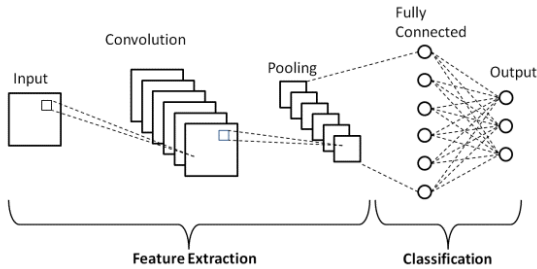 Input
Convolution
Pooling
Fully
Connected
Output
Feature Extraction
Classification